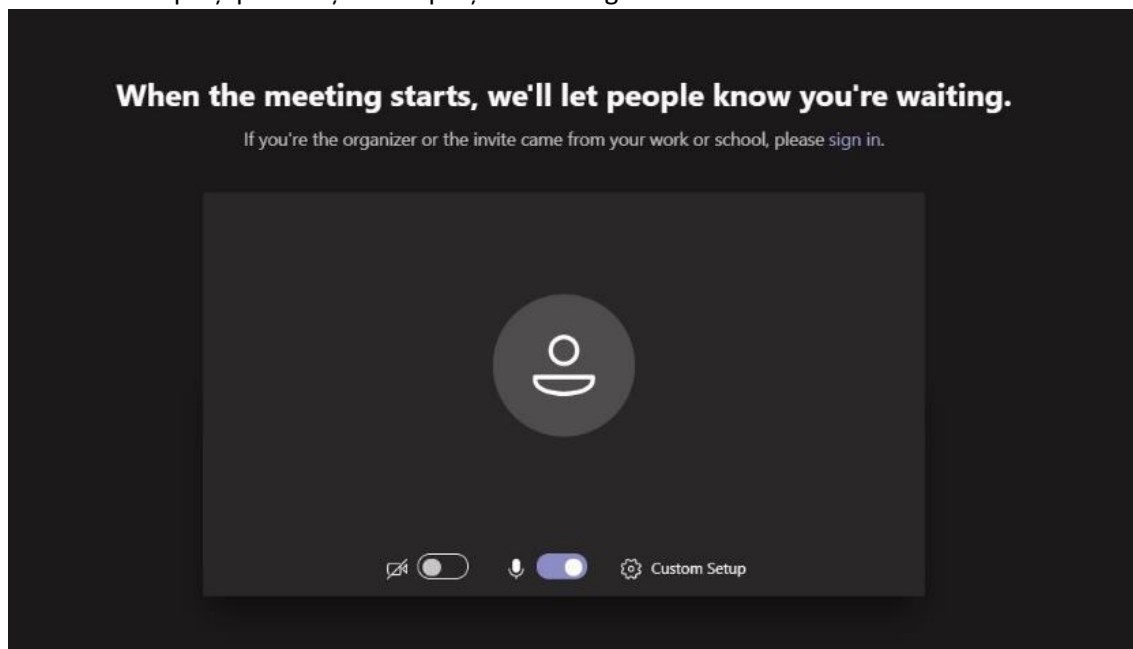 When the meeting starts, we'll let people know you're waiting.
If you're the organizer or the invite came from your work or school, please sign in.
Custom Setup